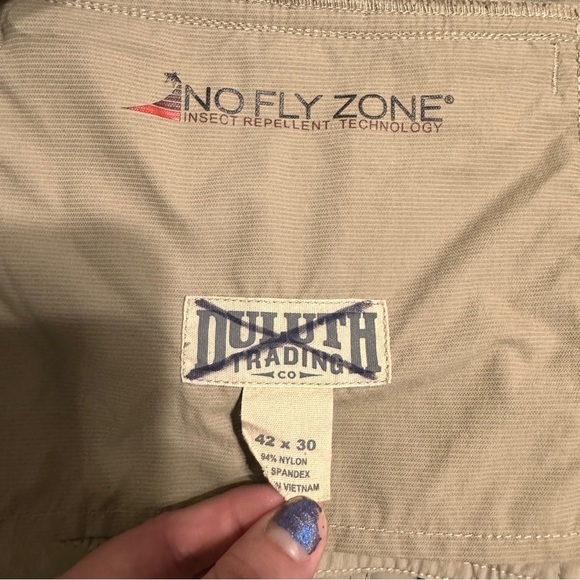 NO FLY ZONE®
INSECT REPELLENT TECHNOLOGY
DULUTH
TRADING
CO
42 x 30
94% NYLON
SPANDEX
VIETNAM